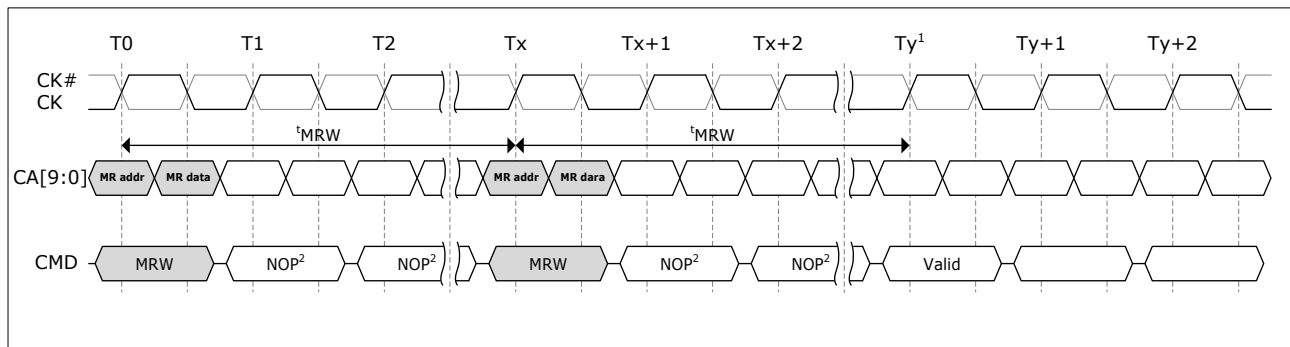 T0 T1 T2 Tx Tx+1 Tx+2 Ty¹ Ty+1 Ty+2
CK#
CK
ᵗMRW ᵗMRW
CA[9:0] MR addr MR data MR addr MR dara
CMD MRW NOP² NOP² MRW NOP² NOP² Valid